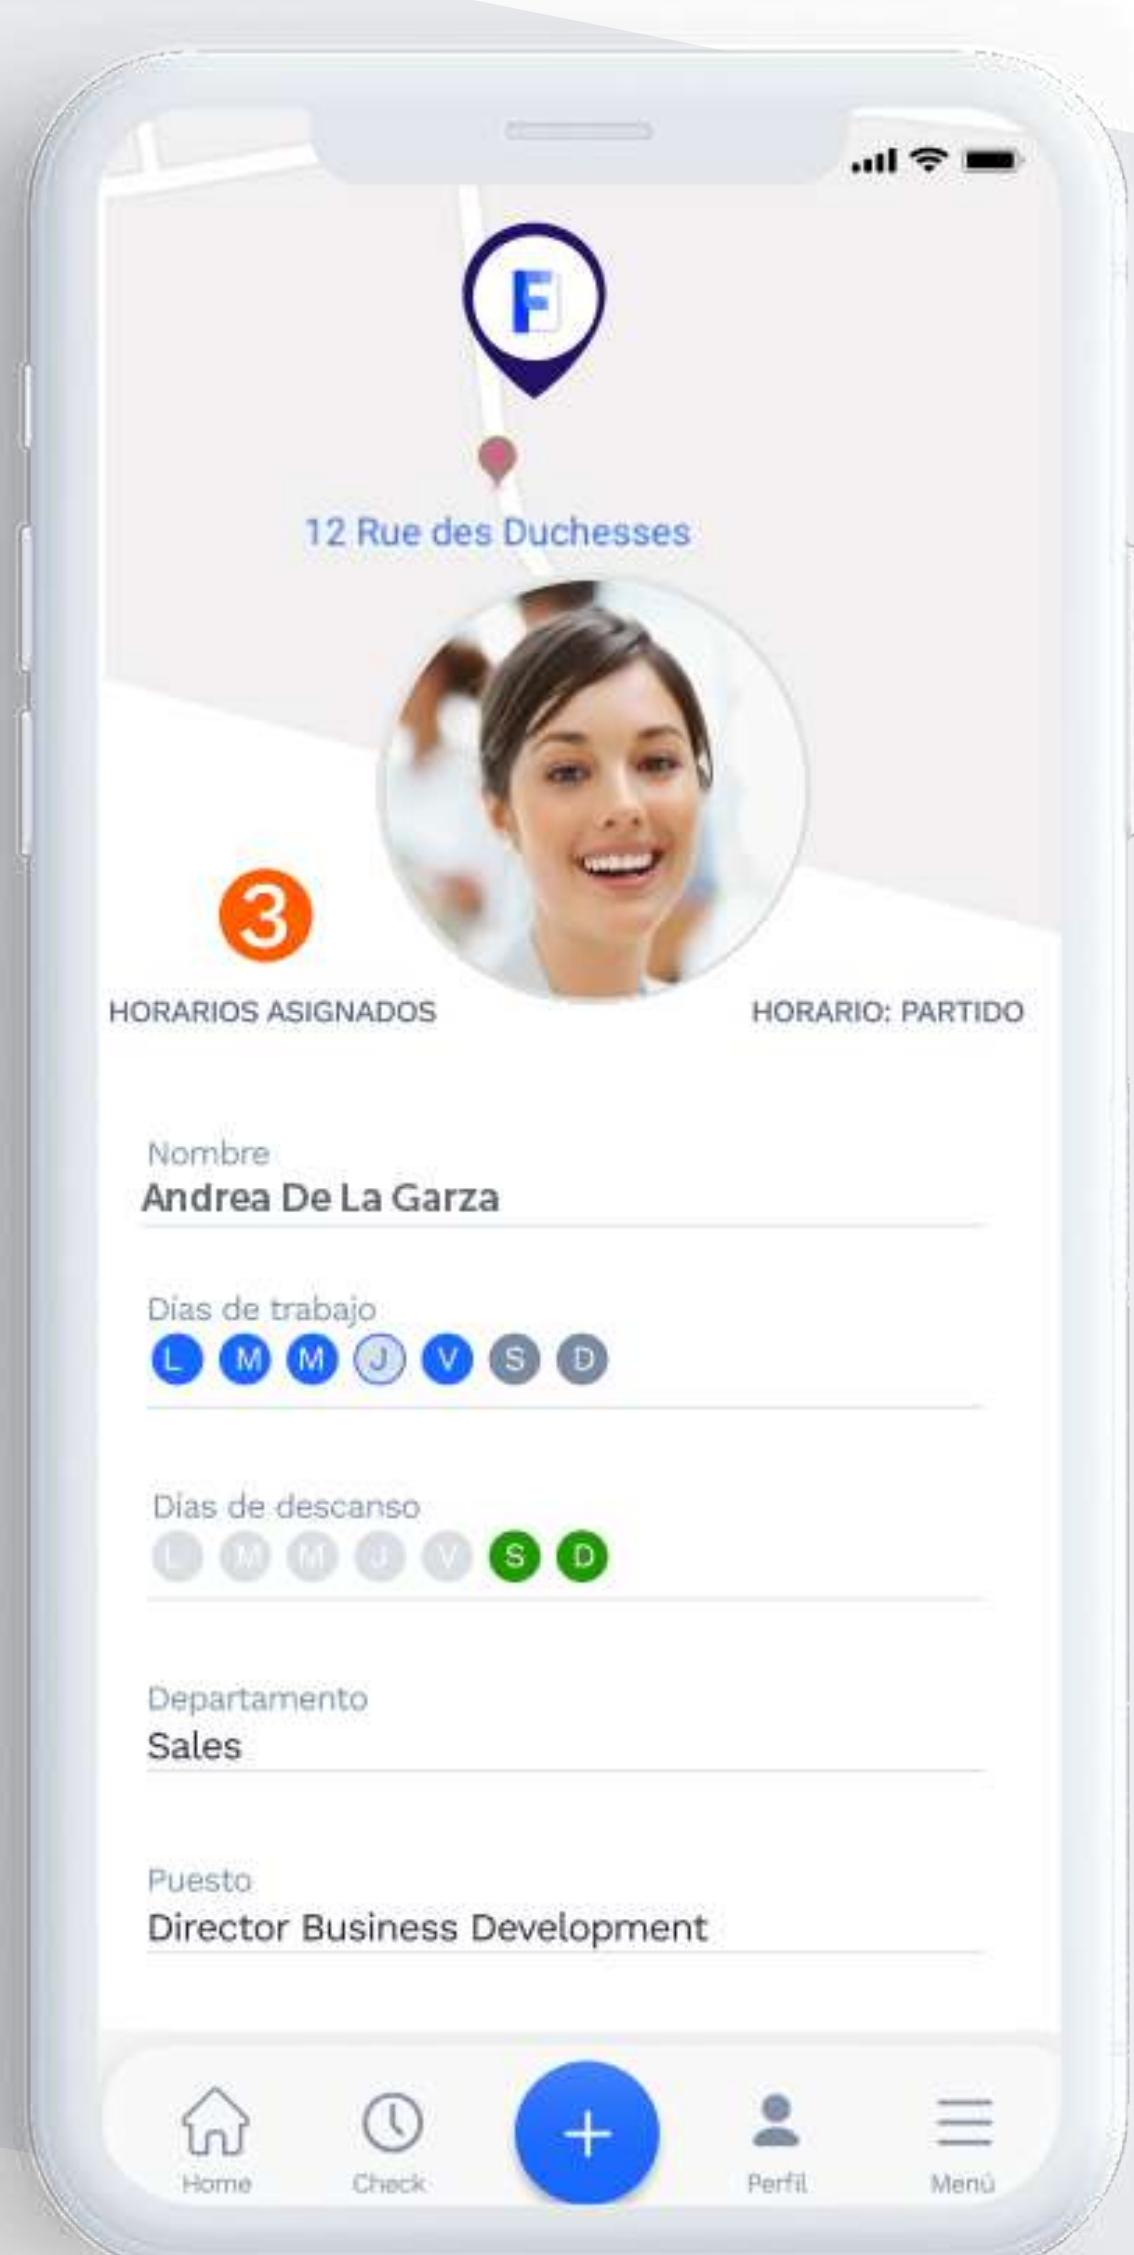 F
12 Rue des Duchesses
3
HORARIOS ASIGNADOS
HORARIO: PARTIDO
Nombre
Andrea De La Garza
Días de trabajo
L M M J V S D
Días de descanso
L M M J V S D
Departamento
Sales
Puesto
Director Business Development
+
Home Check Perfil Menú